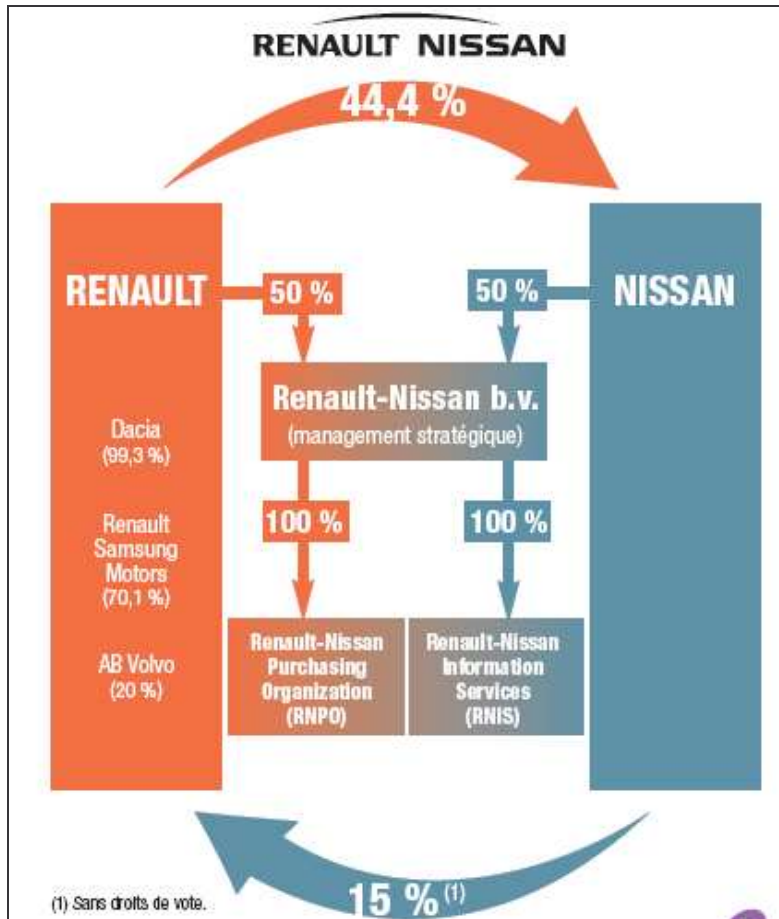 RENAULT NISSAN
44,4 %
RENAULT
50 %
50 %
NISSAN
Renault-Nissan b.v.
(management stratégique)
Dacia
(99,3 %)
Renault
Samsung
Motors
(70,1 %)
AB Volvo
(20 %)
100 %
100 %
Renault-Nissan
Purchasing
Organization
(RNPO)
Renault-Nissan
Information
Services
(RNIS)
15 % (1)
(1) Sans droits de vote.